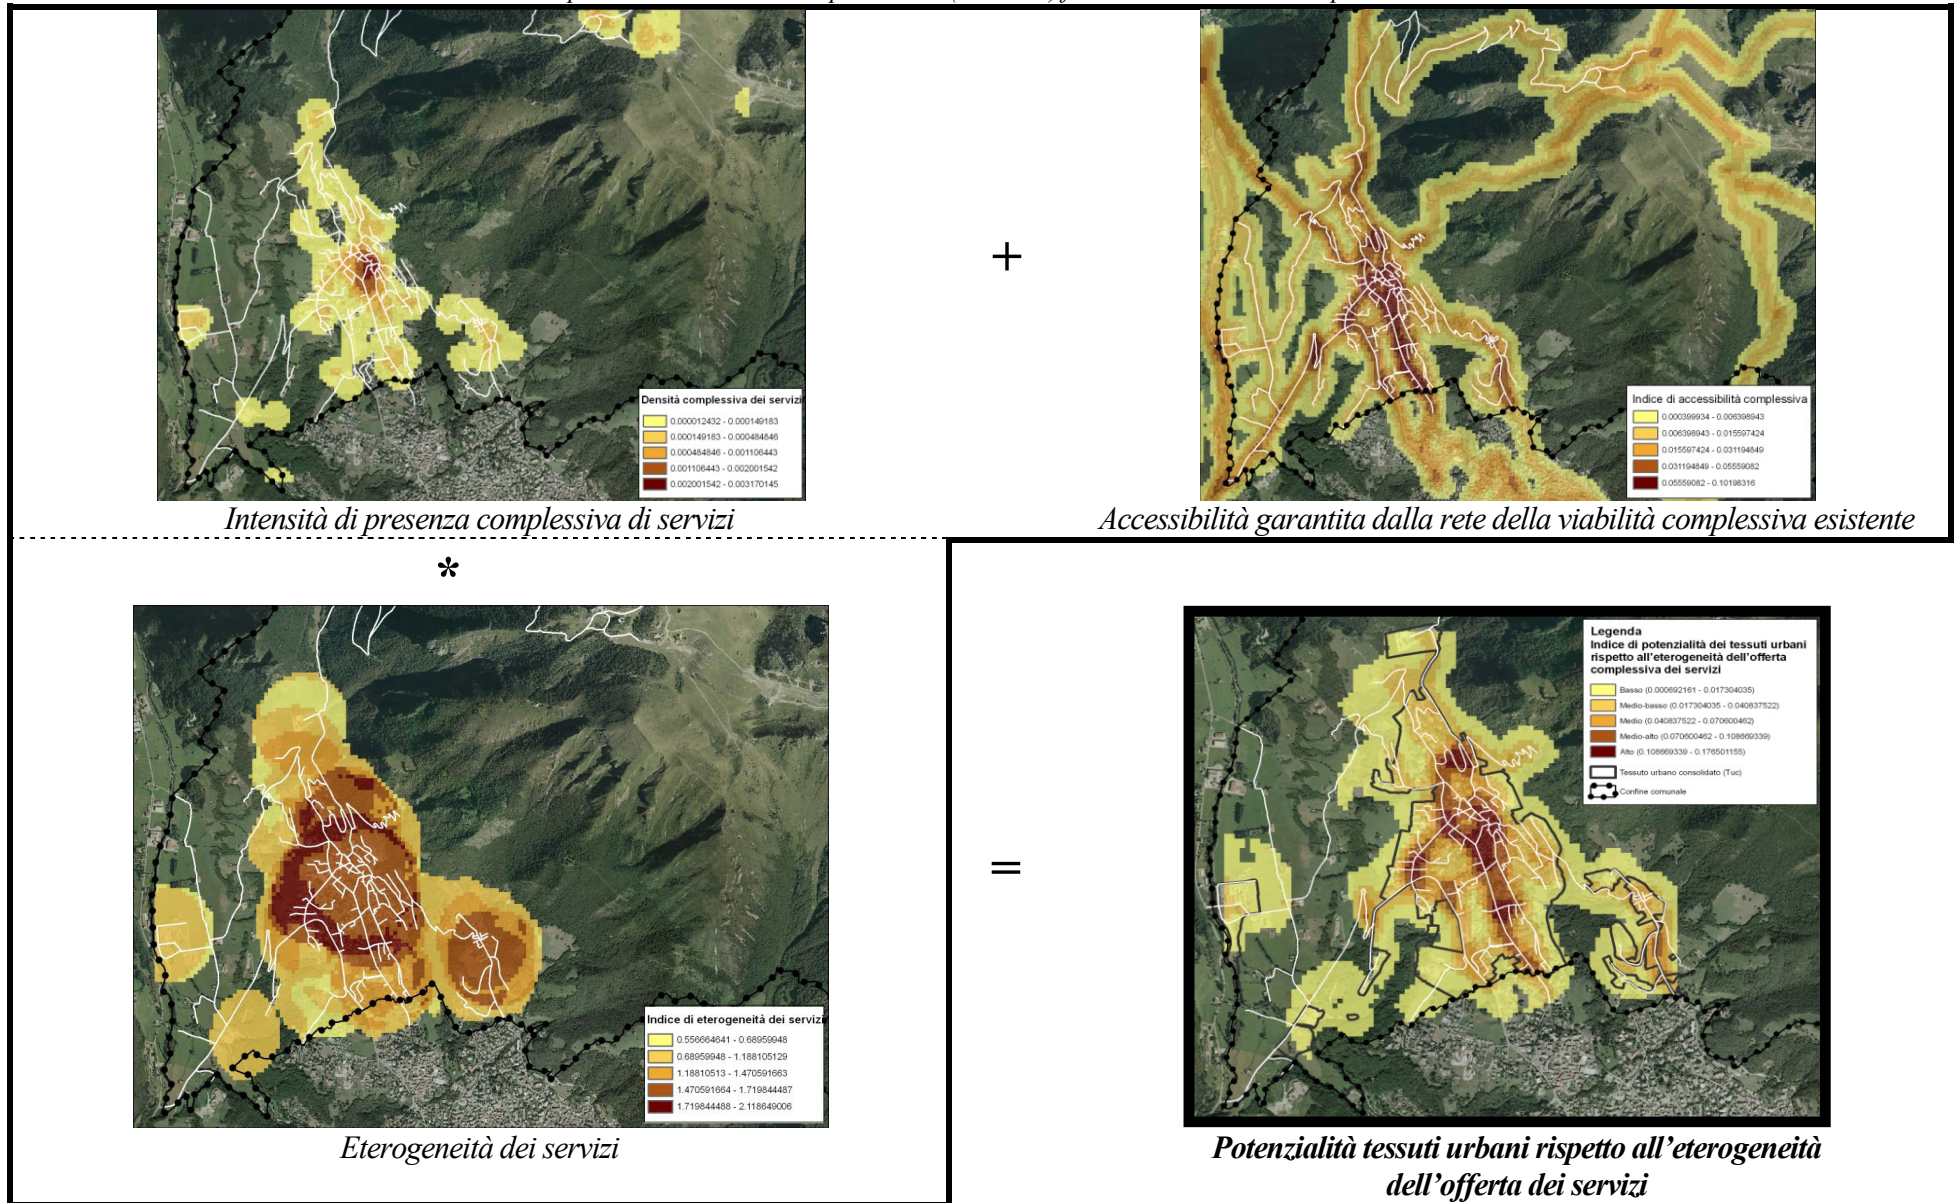 Densità complessiva dei servizi
0.000012432 - 0.000149183
0.000149183 - 0.000484846
0.000484846 - 0.001106443
0.001106443 - 0.002001542
0.002001542 - 0.003170145
Intensità di presenza complessiva di servizi
+
Indice di accessibilità complessiva
0.000399934 - 0.006398943
0.006398943 - 0.015597424
0.015597424 - 0.031194849
0.031194849 - 0.05559082
0.05559082 - 0.10198316
Accessibilità garantita dalla rete della viabilità complessiva esistente
*
Indice di eterogeneità dei servizi
0.556664641 - 0.68959948
0.68959948 - 1.188105129
1.18810513 - 1.470591663
1.470591664 - 1.719844487
1.719844488 - 2.118649006
Eterogeneità dei servizi
=
Legenda
Indice di potenzialità dei tessuti urbani
rispetto all'eterogeneità dell'offerta
complessiva dei servizi
Basso (0.000692161 - 0.017304035)
Medio-basso (0.017304035 - 0.040837522)
Medio (0.040837522 - 0.070600462)
Medio-alto (0.070600462 - 0.108669339)
Alto (0.108669339 - 0.176501155)
Tessuto urbano consolidato (Tuc)
Confine comunale
Potenzialità tessuti urbani rispetto all'eterogeneità
dell'offerta dei servizi